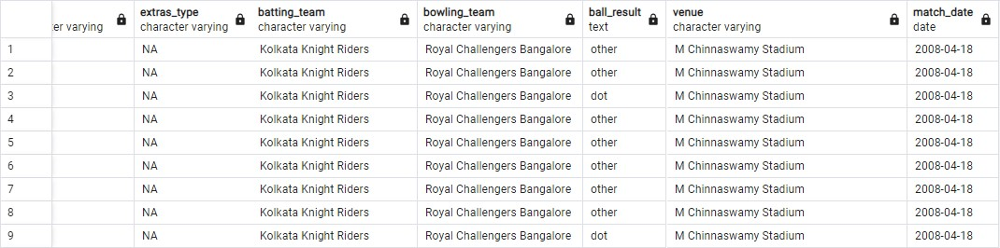 extras_type batting_team bowling_team ball_result venue match_date
er varying character varying character varying character varying text character varying date
1 NA Kolkata Knight Riders Royal Challengers Bangalore other M Chinnaswamy Stadium 2008-04-18
2 NA Kolkata Knight Riders Royal Challengers Bangalore other M Chinnaswamy Stadium 2008-04-18
3 NA Kolkata Knight Riders Royal Challengers Bangalore dot M Chinnaswamy Stadium 2008-04-18
4 NA Kolkata Knight Riders Royal Challengers Bangalore other M Chinnaswamy Stadium 2008-04-18
5 NA Kolkata Knight Riders Royal Challengers Bangalore other M Chinnaswamy Stadium 2008-04-18
6 NA Kolkata Knight Riders Royal Challengers Bangalore other M Chinnaswamy Stadium 2008-04-18
7 NA Kolkata Knight Riders Royal Challengers Bangalore other M Chinnaswamy Stadium 2008-04-18
8 NA Kolkata Knight Riders Royal Challengers Bangalore other M Chinnaswamy Stadium 2008-04-18
9 NA Kolkata Knight Riders Royal Challengers Bangalore dot M Chinnaswamy Stadium 2008-04-18